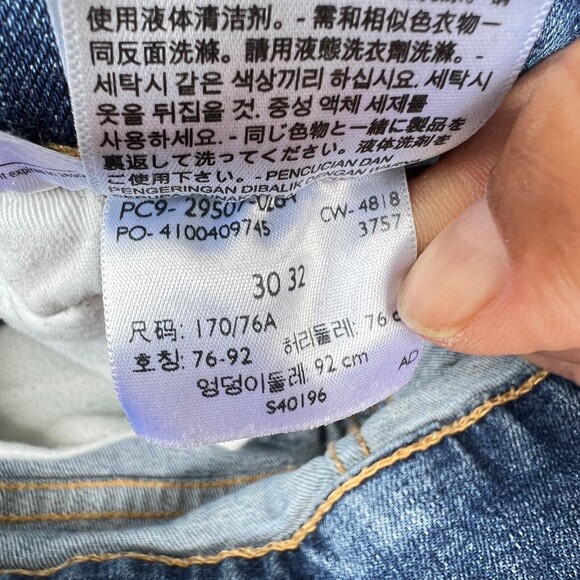 使用液体清洁剂。- 需和相似色衣物一
同反面洗滌。請用液態洗衣劑洗滌。-
세탁시 같은 색상끼리 하십시요. 세탁시
옷을 뒤집을 것. 중성 액체 세제를
사용하세요. - 同じ色物と一緒に製品を
裏返して洗ってください。液体洗剤を
ご使用下さい。- PENCUCIAN DAN
PENGERINGAN DIBALIK DENGAN WARNA
PC9- 29507- CW- 4818
PO- 4100409745 3757
30 32
尺码: 170/76A
호칭: 76-92 허리둘레: 76 c
엉덩이둘레: 92 cm AD
S40196